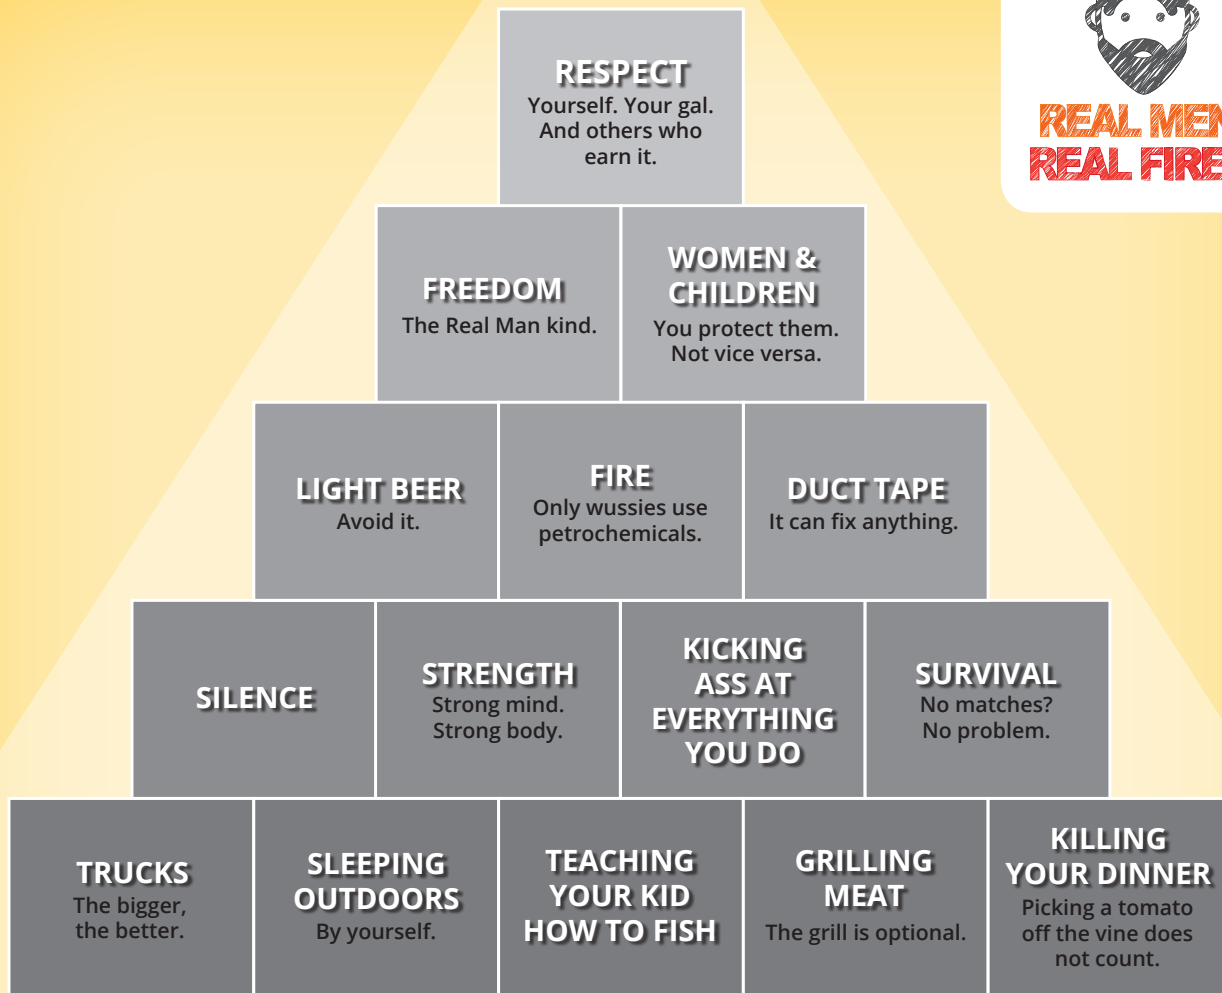 RESPECT
Yourself. Your gal.
And others who
earn it.
REAL MEN
REAL FIRE
FREEDOM
The Real Man kind.
WOMEN &
CHILDREN
You protect them.
Not vice versa.
LIGHT BEER
Avoid it.
FIRE
Only wussies use
petrochemicals.
DUCT TAPE
It can fix anything.
SILENCE
STRENGTH
Strong mind.
Strong body.
KICKING
ASS AT
EVERYTHING
YOU DO
SURVIVAL
No matches?
No problem.
TRUCKS
The bigger,
the better.
SLEEPING
OUTDOORS
By yourself.
TEACHING
YOUR KID
HOW TO FISH
GRILLING
MEAT
The grill is optional.
KILLING
YOUR DINNER
Picking a tomato
off the vine does
not count.